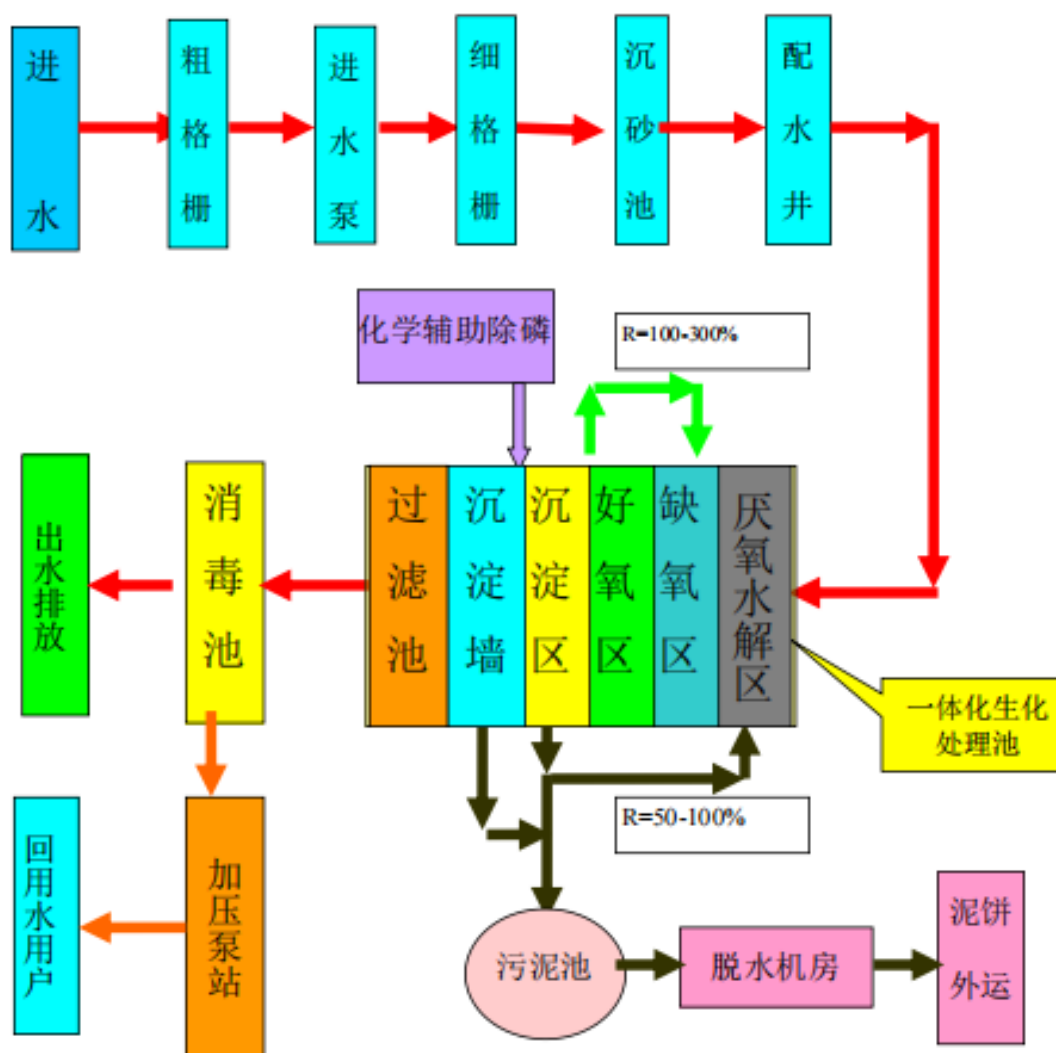 进水
粗格栅
进水泵
细格栅
沉砂池
配水井
化学辅助除磷
R=100-300%
出水排放
消毒池
过滤池
沉淀墙
沉淀区
好氧区
缺氧区
厌氧水解区
一体化生化
处理池
R=50-100%
回用水用户
加压泵站
污泥池
脱水机房
泥饼
外运